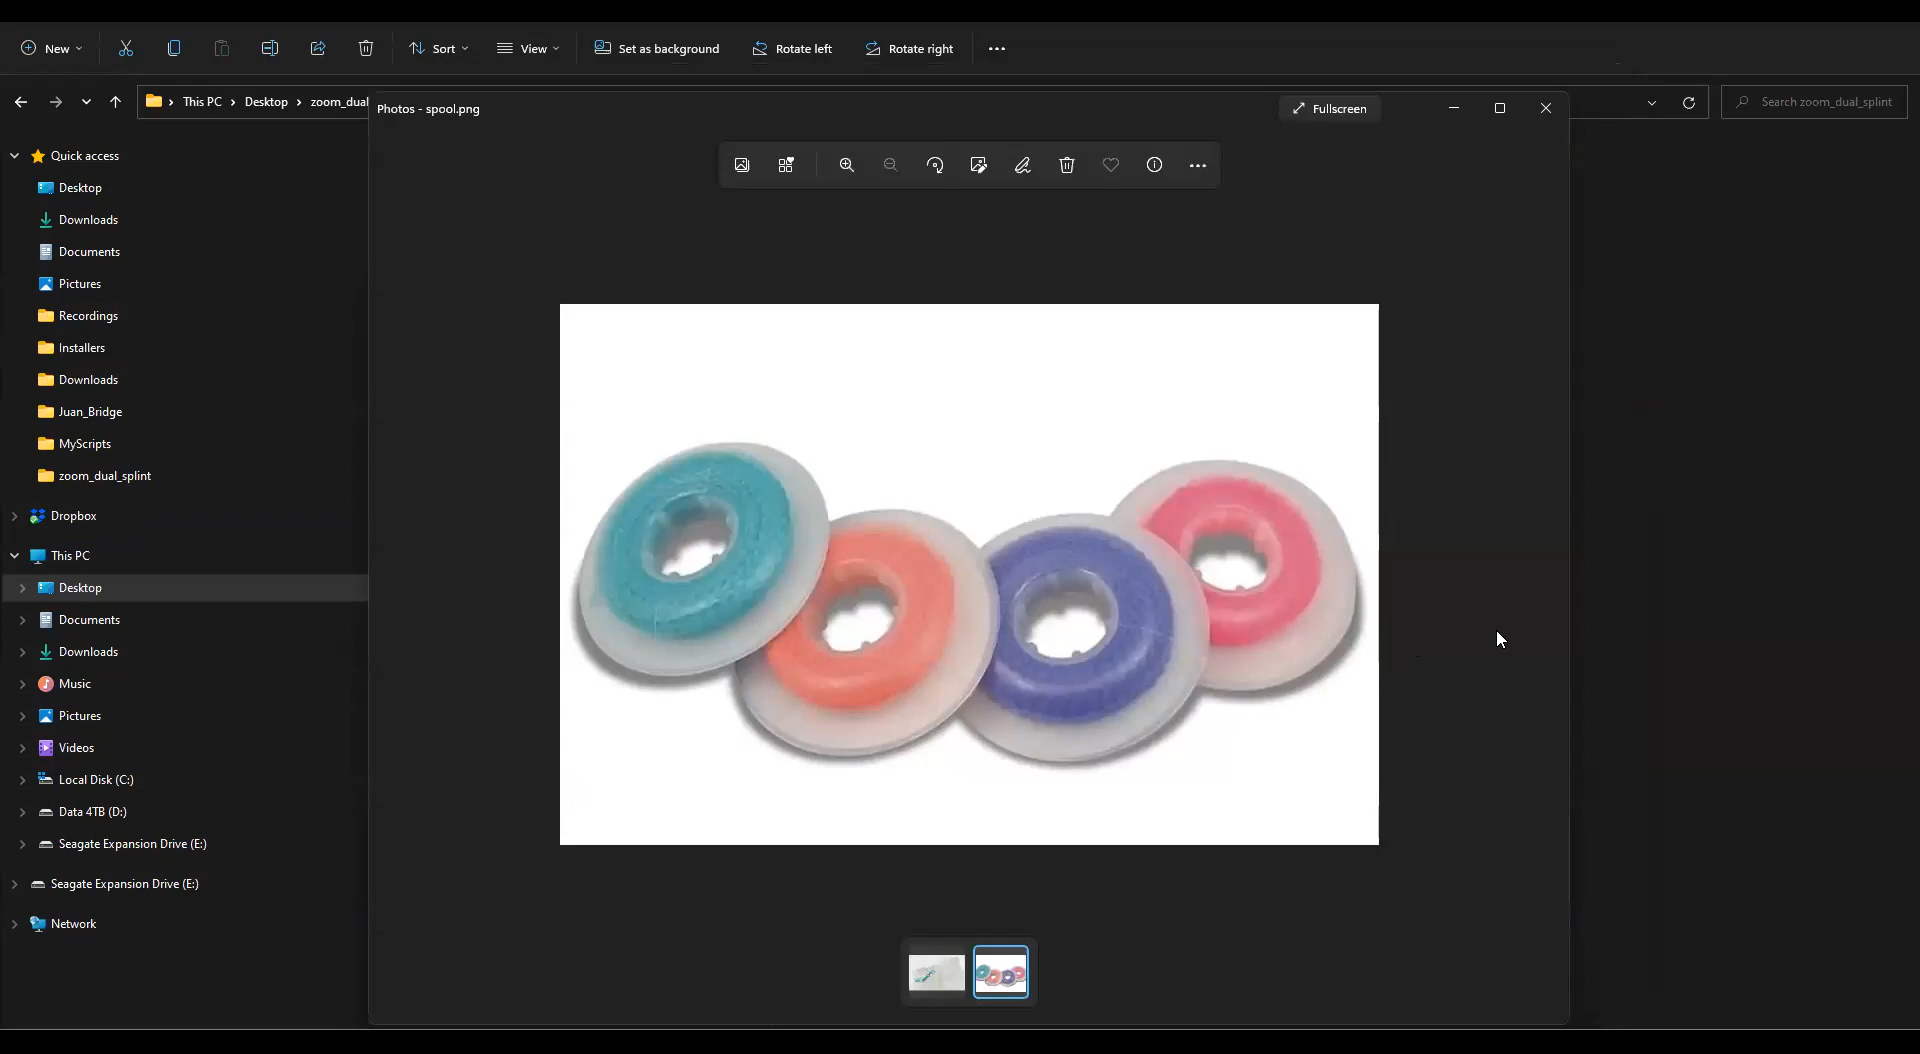 New
Sort
View
Set as background
Rotate left
Rotate right
This PC
Desktop
zoom_dual
Search zoom_dual_splint
Photos - spool.png
Fullscreen
Quick access
Desktop
Downloads
Documents
Pictures
Recordings
Installers
Downloads
Juan_Bridge
MyScripts
zoom_dual_splint
Dropbox
This PC
Desktop
Documents
Downloads
Music
Pictures
Videos
Local Disk (C:)
Data 4TB (D:)
Seagate Expansion Drive (E:)
Seagate Expansion Drive (E:)
Network